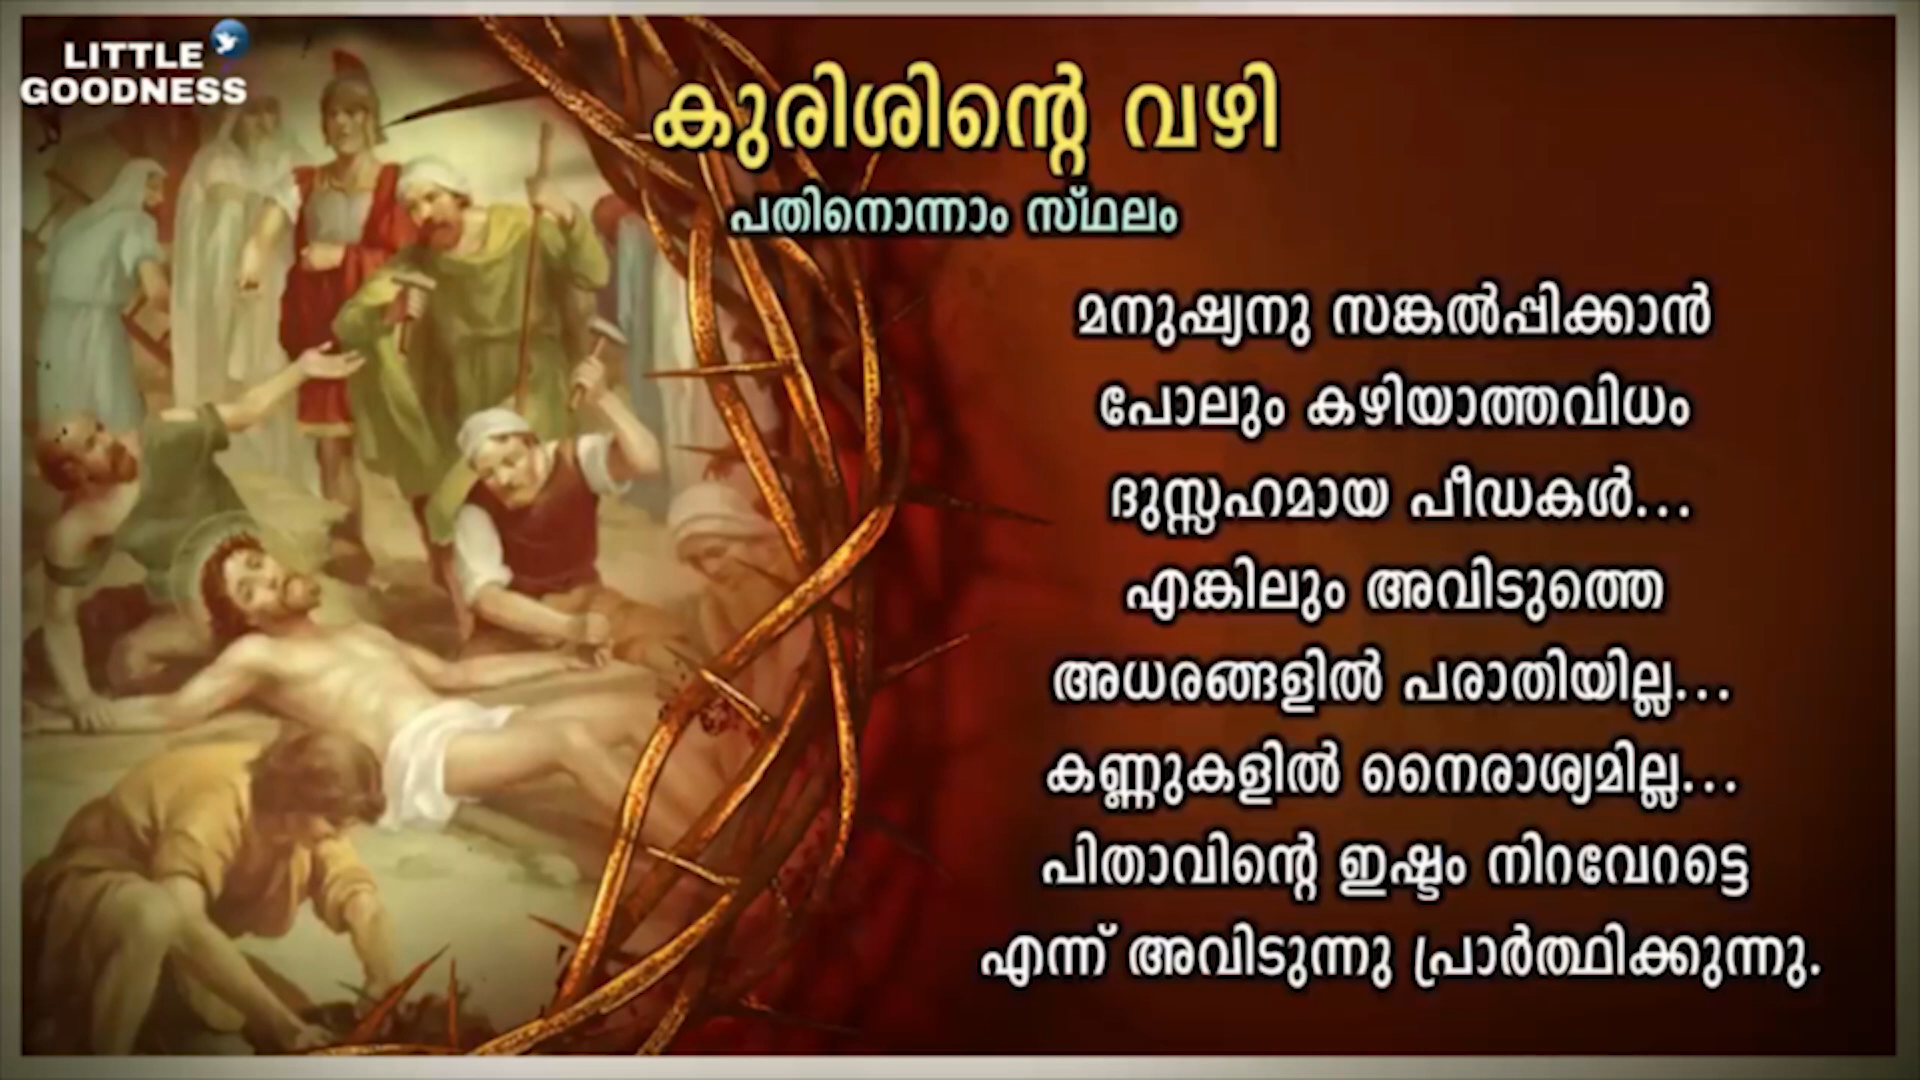 LITTLE
GOODNESS
കുരിശിന്റെ വഴി
പതിനൊന്നാം സ്ഥലം
മനുഷ്യനു സങ്കൽപ്പിക്കാൻ
പോലും കഴിയാത്തവിധം
ദുസ്സഹമായ പീഡകൾ...
എങ്കിലും അവിടുത്തെ
അധരങ്ങളിൽ പരാതിയില്ല...
കണ്ണുകളിൽ നൈരാശ്യമില്ല...
പിതാവിന്റെ ഇഷ്ടം നിറവേറട്ടെ
എന്ന് അവിടുന്നു പ്രാർത്ഥിക്കുന്നു.